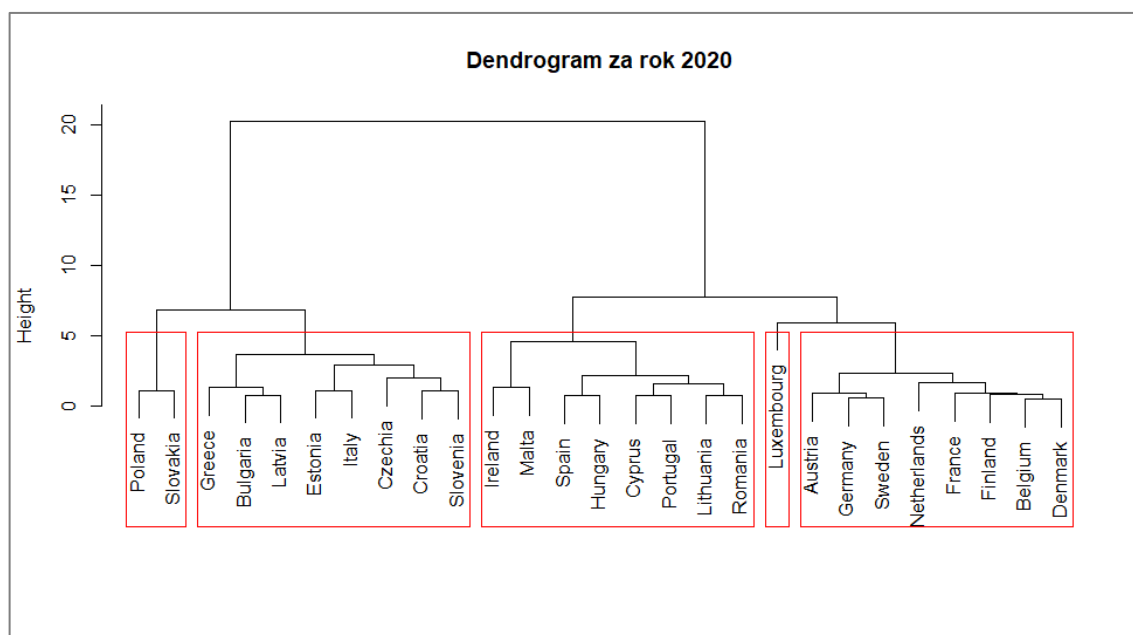 Dendrogram za rok 2020
Height
20
15
10
5
0
Poland
Slovakia
Greece
Bulgaria
Latvia
Estonia
Italy
Czechia
Croatia
Slovenia
Ireland
Malta
Spain
Hungary
Cyprus
Portugal
Lithuania
Romania
Luxembourg
Austria
Germany
Sweden
Netherlands
France
Finland
Belgium
Denmark